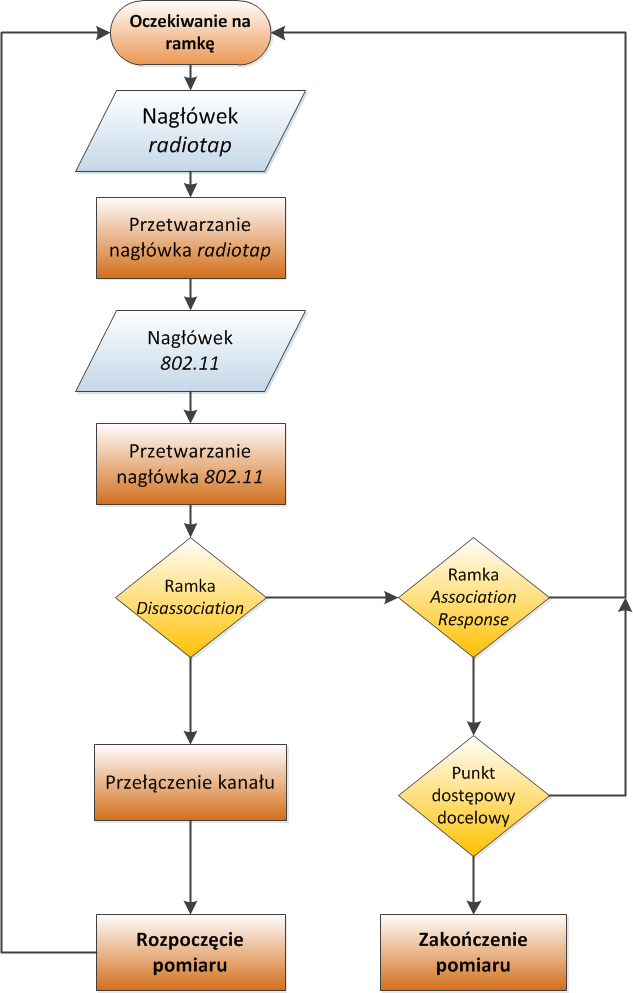 Oczekiwanie na
ramkę
Nagłówek
radiotap
Przetwarzanie
nagłówka radiotap
Nagłówek
802.11
Przetwarzanie
nagłówka 802.11
Ramka
Disassociation
Ramka
Association
Response
Przełączenie kanału
Punkt
dostępowy
docelowy
Rozpoczęcie
pomiaru
Zakończenie
pomiaru